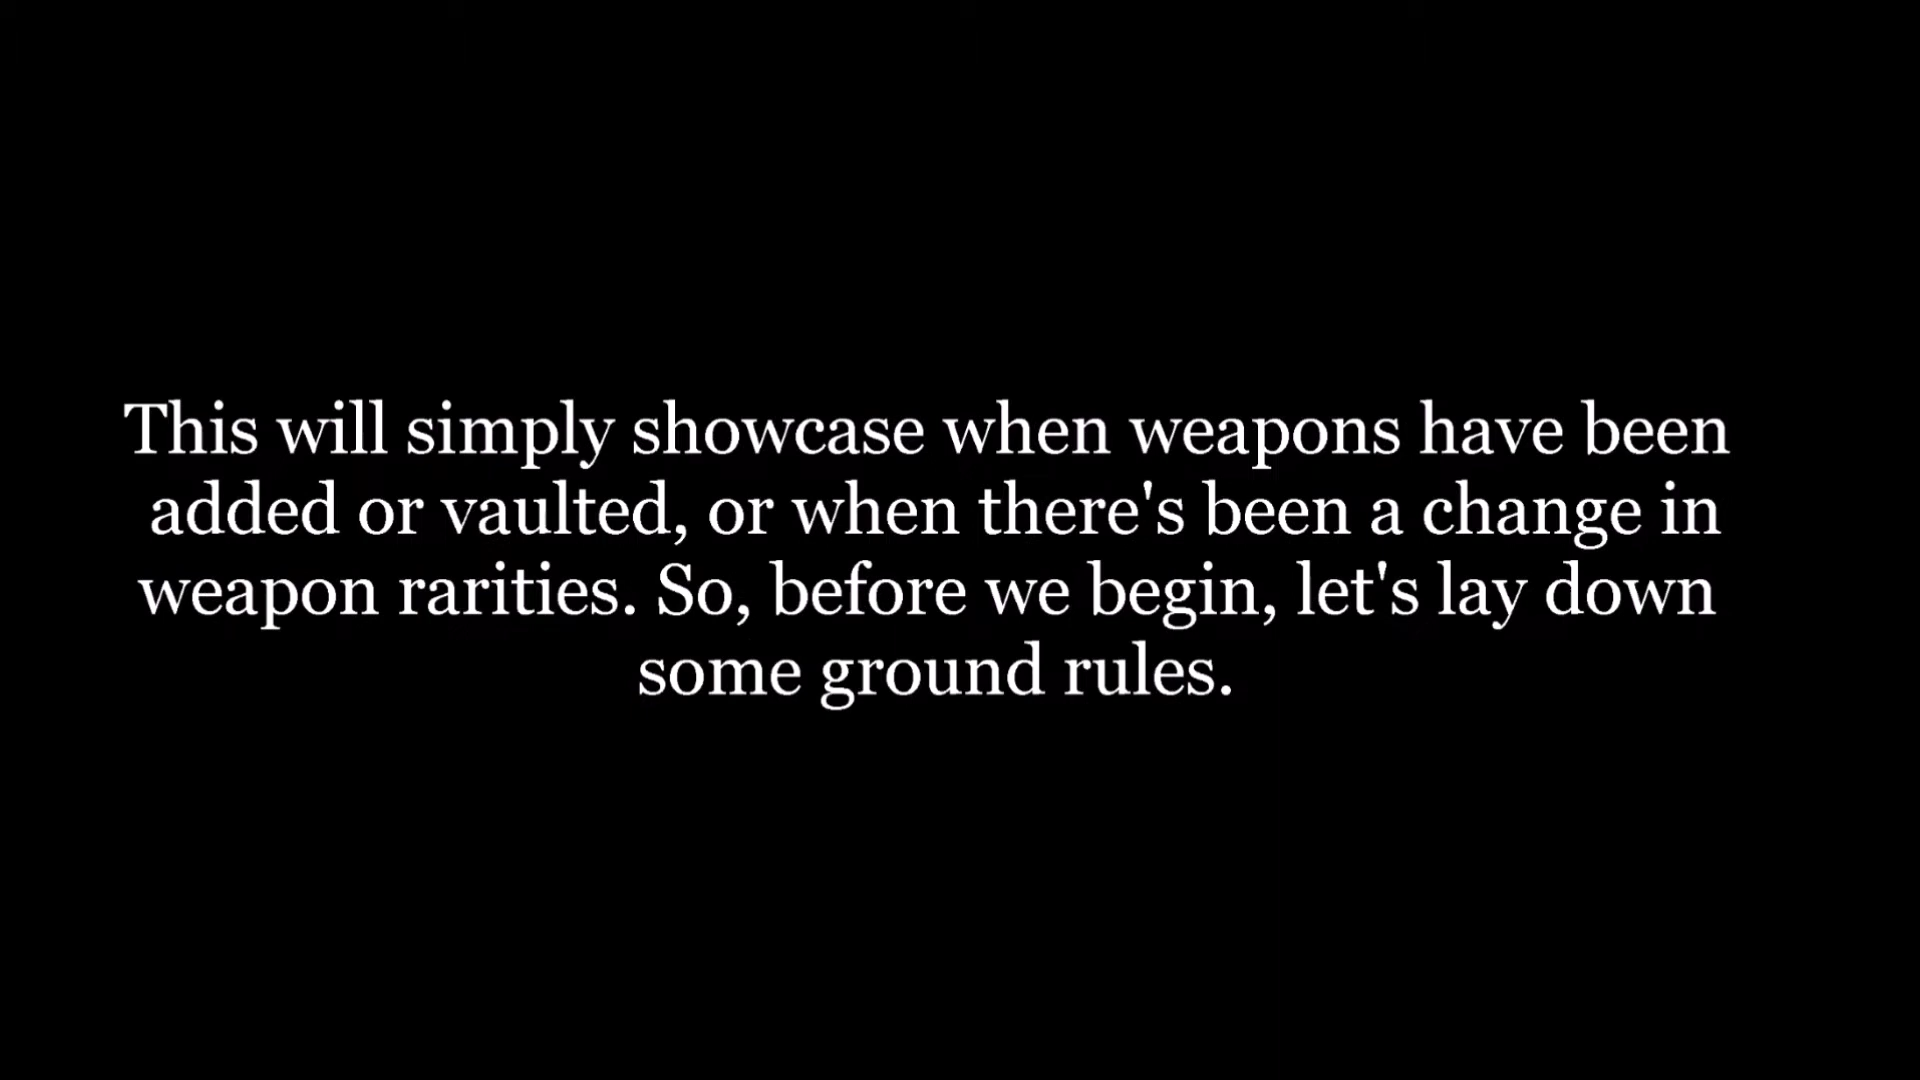 This will simply showcase when weapons have been
added or vaulted, or when there's been a change in
weapon rarities. So, before we begin, let's lay down
some ground rules.